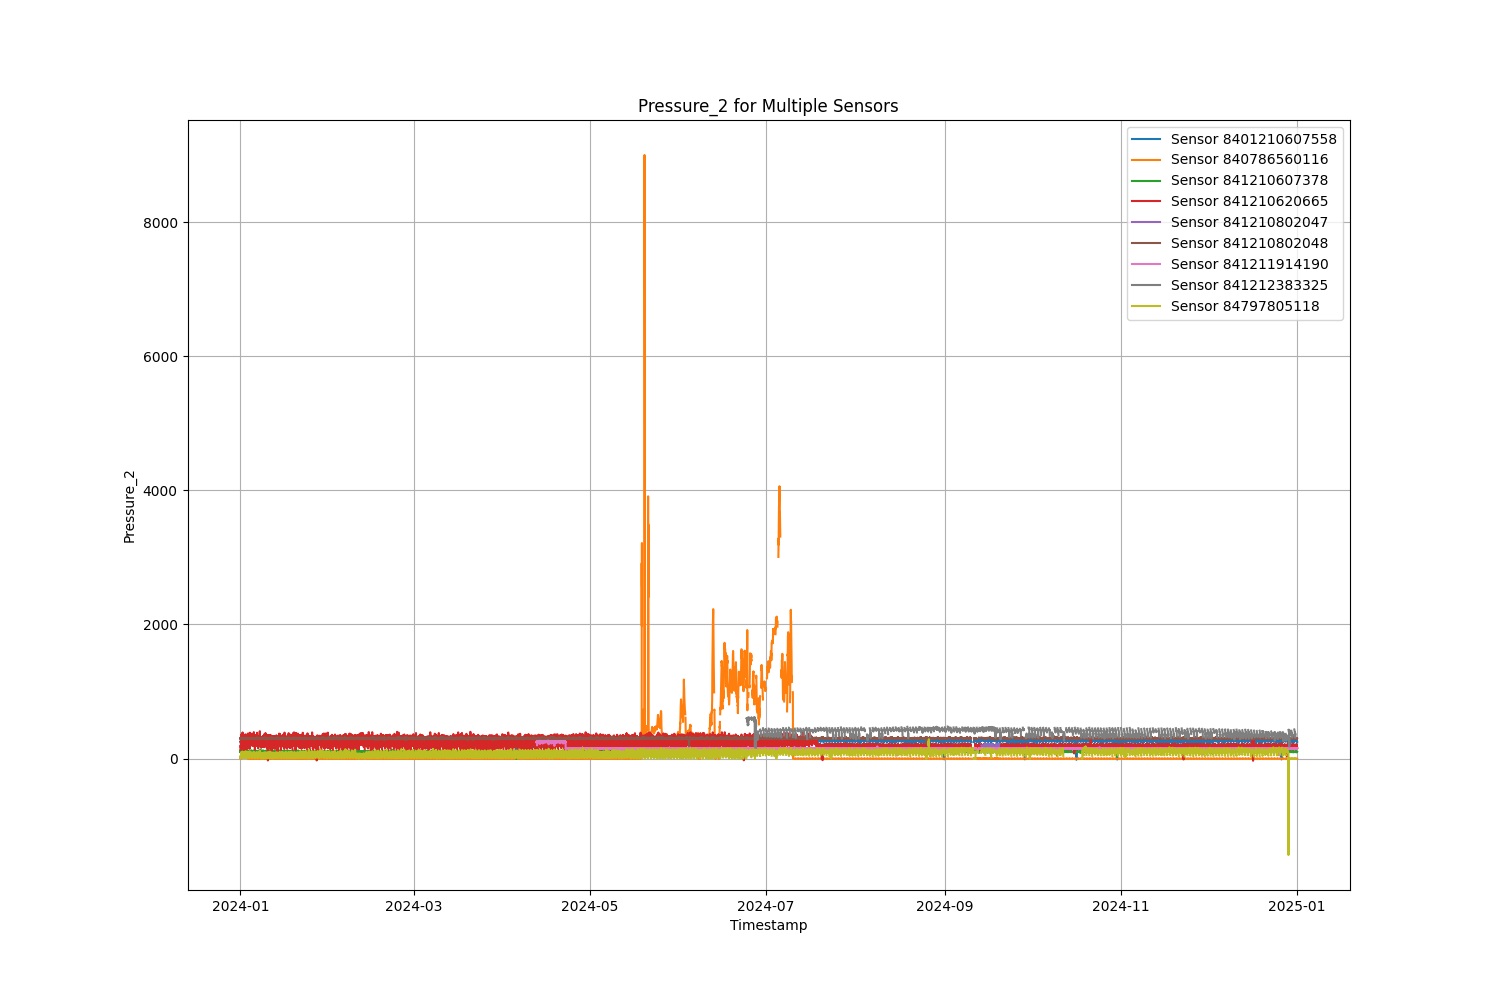 Pressure_2 for Multiple Sensors
Sensor 8401210607558
Sensor 840786560116
Sensor 841210607378
Sensor 841210620665
Sensor 841210802047
Sensor 841210802048
Sensor 841211914190
Sensor 841212383325
Sensor 84797805118
8000
6000
4000
2000
0
Pressure_2
2024-01
2024-03
2024-05
2024-07
2024-09
2024-11
2025-01
Timestamp